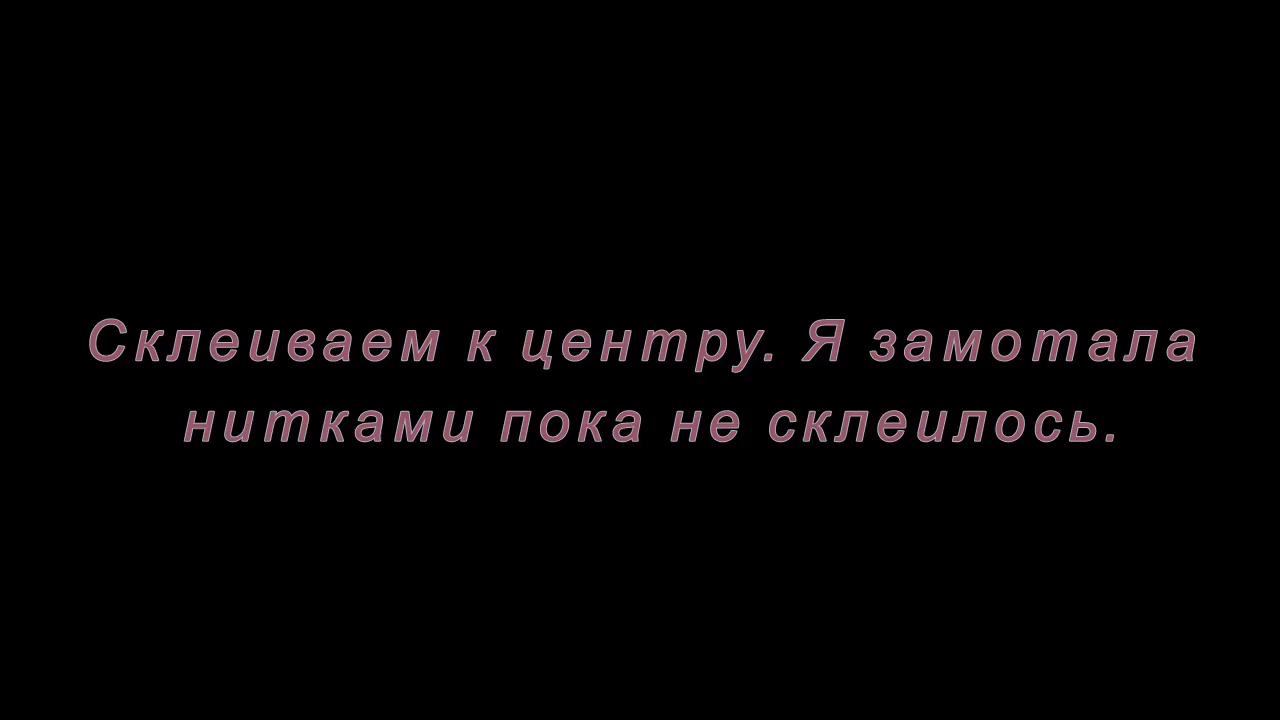 Склеиваем к центру. Я замотала
нитками пока не склеилось.